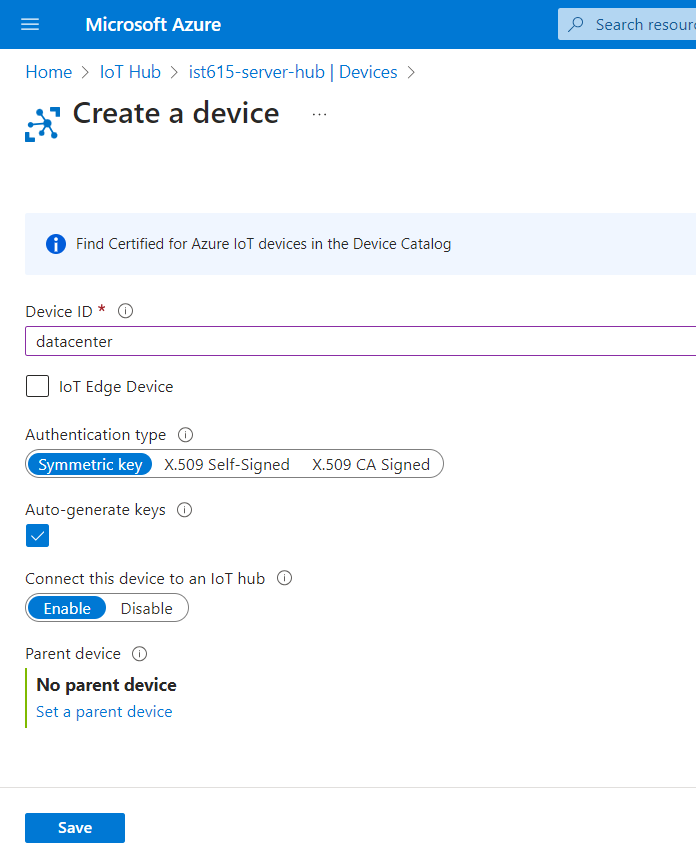 Microsoft Azure
Search resour
Home > IoT Hub > ist615-server-hub | Devices >
Create a device ...
Find Certified for Azure IoT devices in the Device Catalog
Device ID *
datacenter
IoT Edge Device
Authentication type
Symmetric key X.509 Self-Signed X.509 CA Signed
Auto-generate keys
Connect this device to an IoT hub
Enable Disable
Parent device
No parent device
Set a parent device
Save